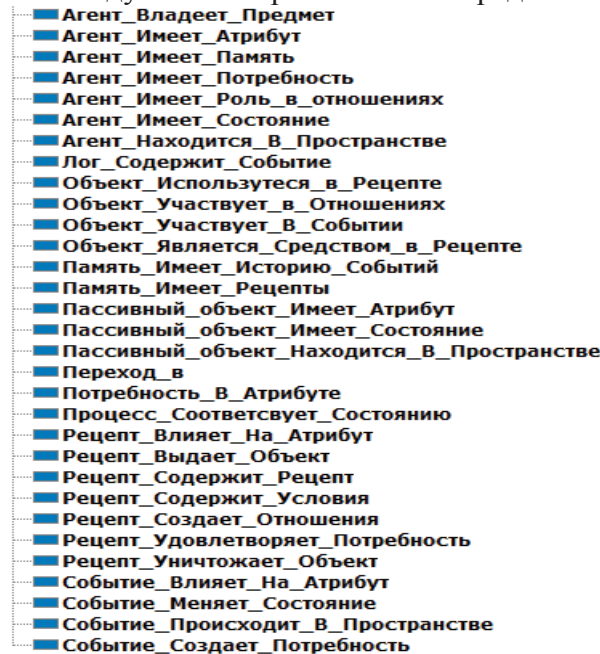 Агент_Владеет_Предмет
Агент_Имеет_Атрибут
Агент_Имеет_Память
Агент_Имеет_Потребность
Агент_Имеет_Роль_в_отношениях
Агент_Имеет_Состояние
Агент_Находится_В_Пространстве
Лог_Содержит_Событие
Объект_Использутеся_в_Рецепте
Объект_Участвует_в_Отношениях
Объект_Участвует_В_Событии
Объект_Является_Средством_в_Рецепте
Память_Имеет_Историю_Событий
Память_Имеет_Рецепты
Пассивный_объект_Имеет_Атрибут
Пассивный_объект_Имеет_Состояние
Пассивный_объект_Находится_В_Пространстве
Переход_в
Потребность_В_Атрибуте
Процесс_Соответсвует_Состоянию
Рецепт_Влияет_На_Атрибут
Рецепт_Выдает_Объект
Рецепт_Содержит_Рецепт
Рецепт_Содержит_Условия
Рецепт_Создает_Отношения
Рецепт_Удовлетворяет_Потребность
Рецепт_Уничтожает_Объект
Событие_Влияет_На_Атрибут
Событие_Меняет_Состояние
Событие_Происходит_В_Пространстве
Событие_Создает_Потребность